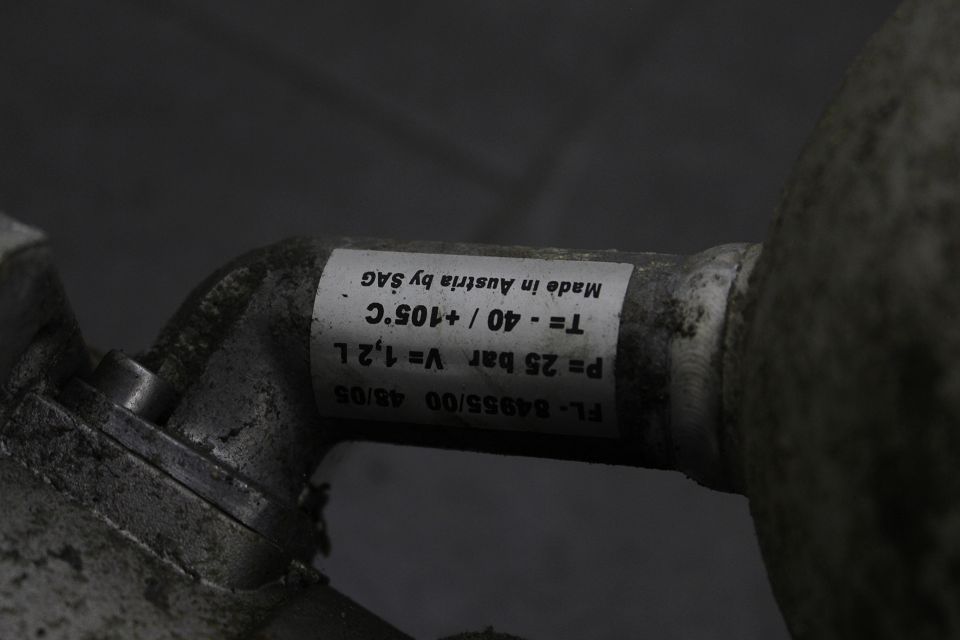 FL - 84955/00 48/05
P= 25 bar V= 1,2 L
T= - 40 / +105°C
Made in Austria by SAG